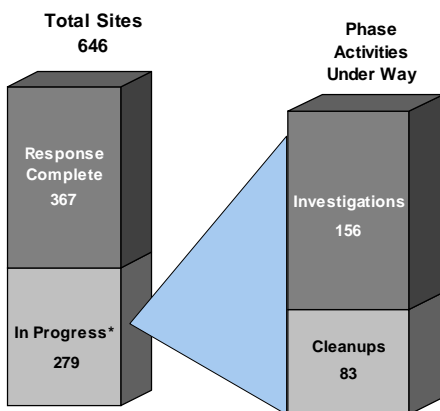 Total Sites
646
Response
Complete
367
In Progress*
279
Phase
Activities
Under Way
Investigations
156
Cleanups
83